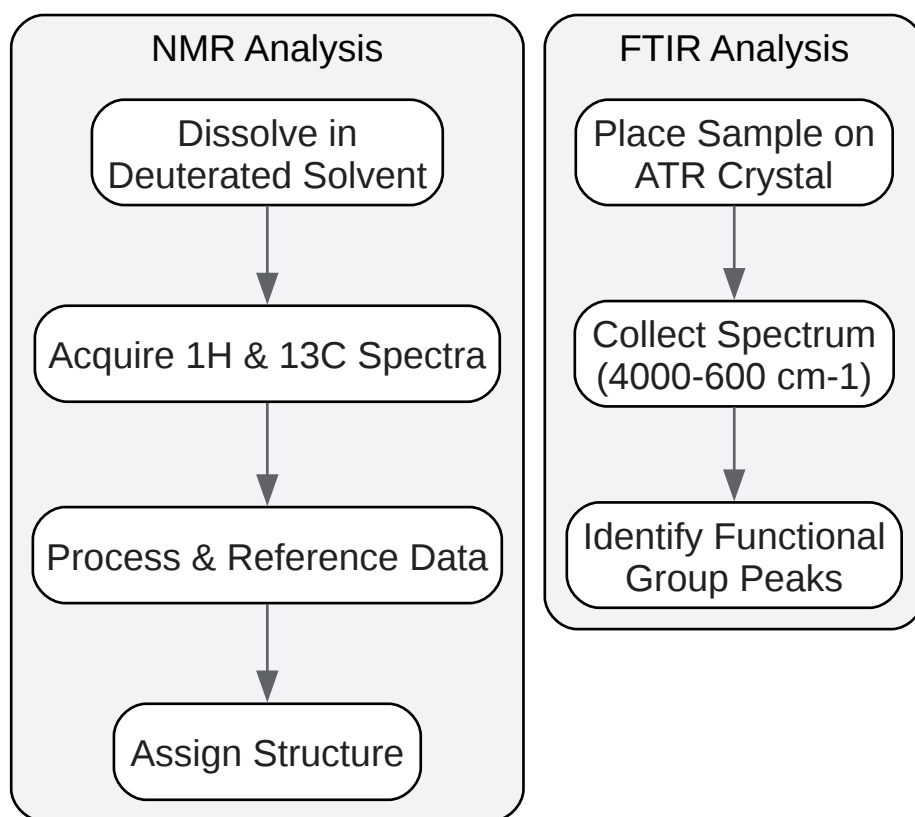 NMR Analysis
Dissolve in
Deuterated Solvent
Acquire 1H & 13C Spectra
Process & Reference Data
Assign Structure
FTIR Analysis
Place Sample on
ATR Crystal
Collect Spectrum
(4000-600 cm-1)
Identify Functional
Group Peaks